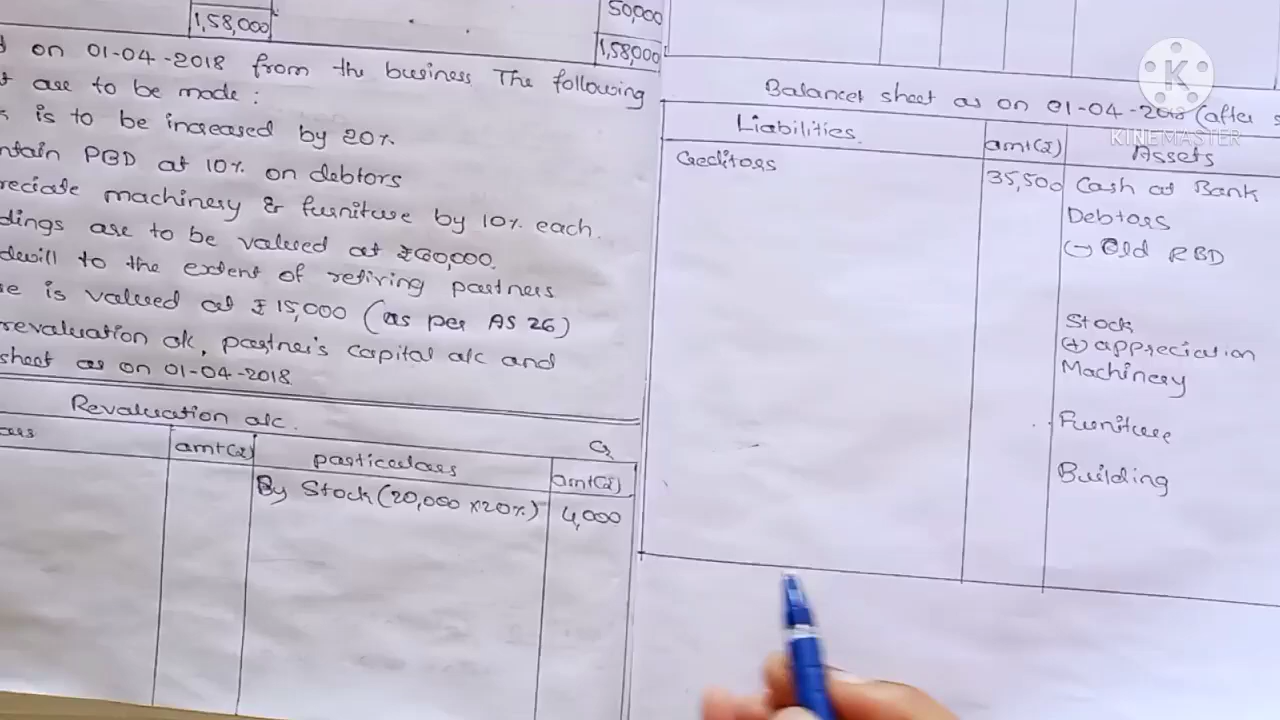 1,58,000
50,000
1,58,000
on 01-04-2018 from the business The following
are to be made:
is to be increased by 20%
ntain PBD at 10% on debtors
reciate machinery & furniture by 10% each.
dings are to be valued at ₹60,000.
dwill to the extent of retiring partners
e is valued at ₹15,000 (as per AS 26)
revaluation a/c, partner's capital a/c and
sheet as on 01-04-2018
Revaluation a/c.
Cr
amt(₹) particulars amt(₹)
By Stock (20,000 x 20%) 4,000
Balancet sheet as on 01-04-2018 (after
Liabilities amt(₹) Assets
Creditors 35,500 Cash at Bank
Debtors
(-) Old RBD
Stock
(+) appreciation
Machinery
Furniture
Building
K
KINEMASTER